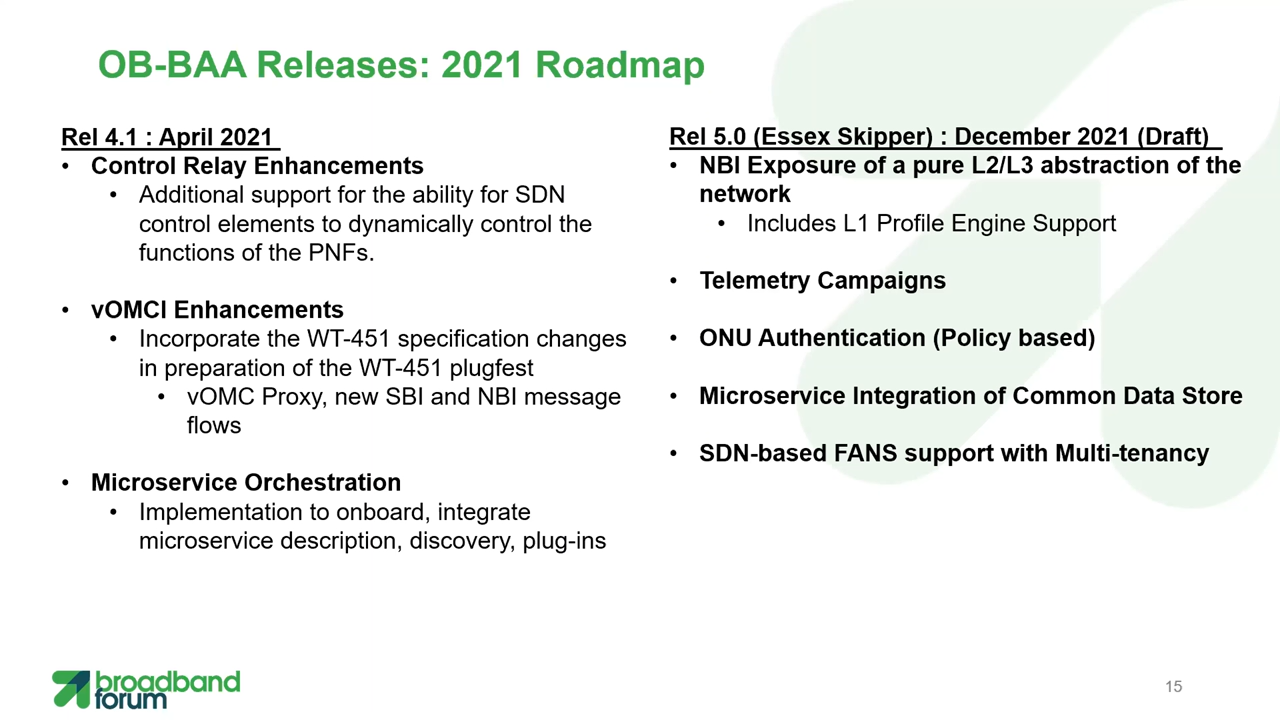 OB-BAA Releases: 2021 Roadmap
Rel 4.1 : April 2021
• Control Relay Enhancements
• Additional support for the ability for SDN
control elements to dynamically control the
functions of the PNFs.
• vOMCI Enhancements
• Incorporate the WT-451 specification changes
in preparation of the WT-451 plugfest
• vOMC Proxy, new SBI and NBI message
flows
• Microservice Orchestration
• Implementation to onboard, integrate
microservice description, discovery, plug-ins
Rel 5.0 (Essex Skipper) : December 2021 (Draft)
• NBI Exposure of a pure L2/L3 abstraction of the
network
• Includes L1 Profile Engine Support
• Telemetry Campaigns
• ONU Authentication (Policy based)
• Microservice Integration of Common Data Store
• SDN-based FANS support with Multi-tenancy
broadband
forum
15